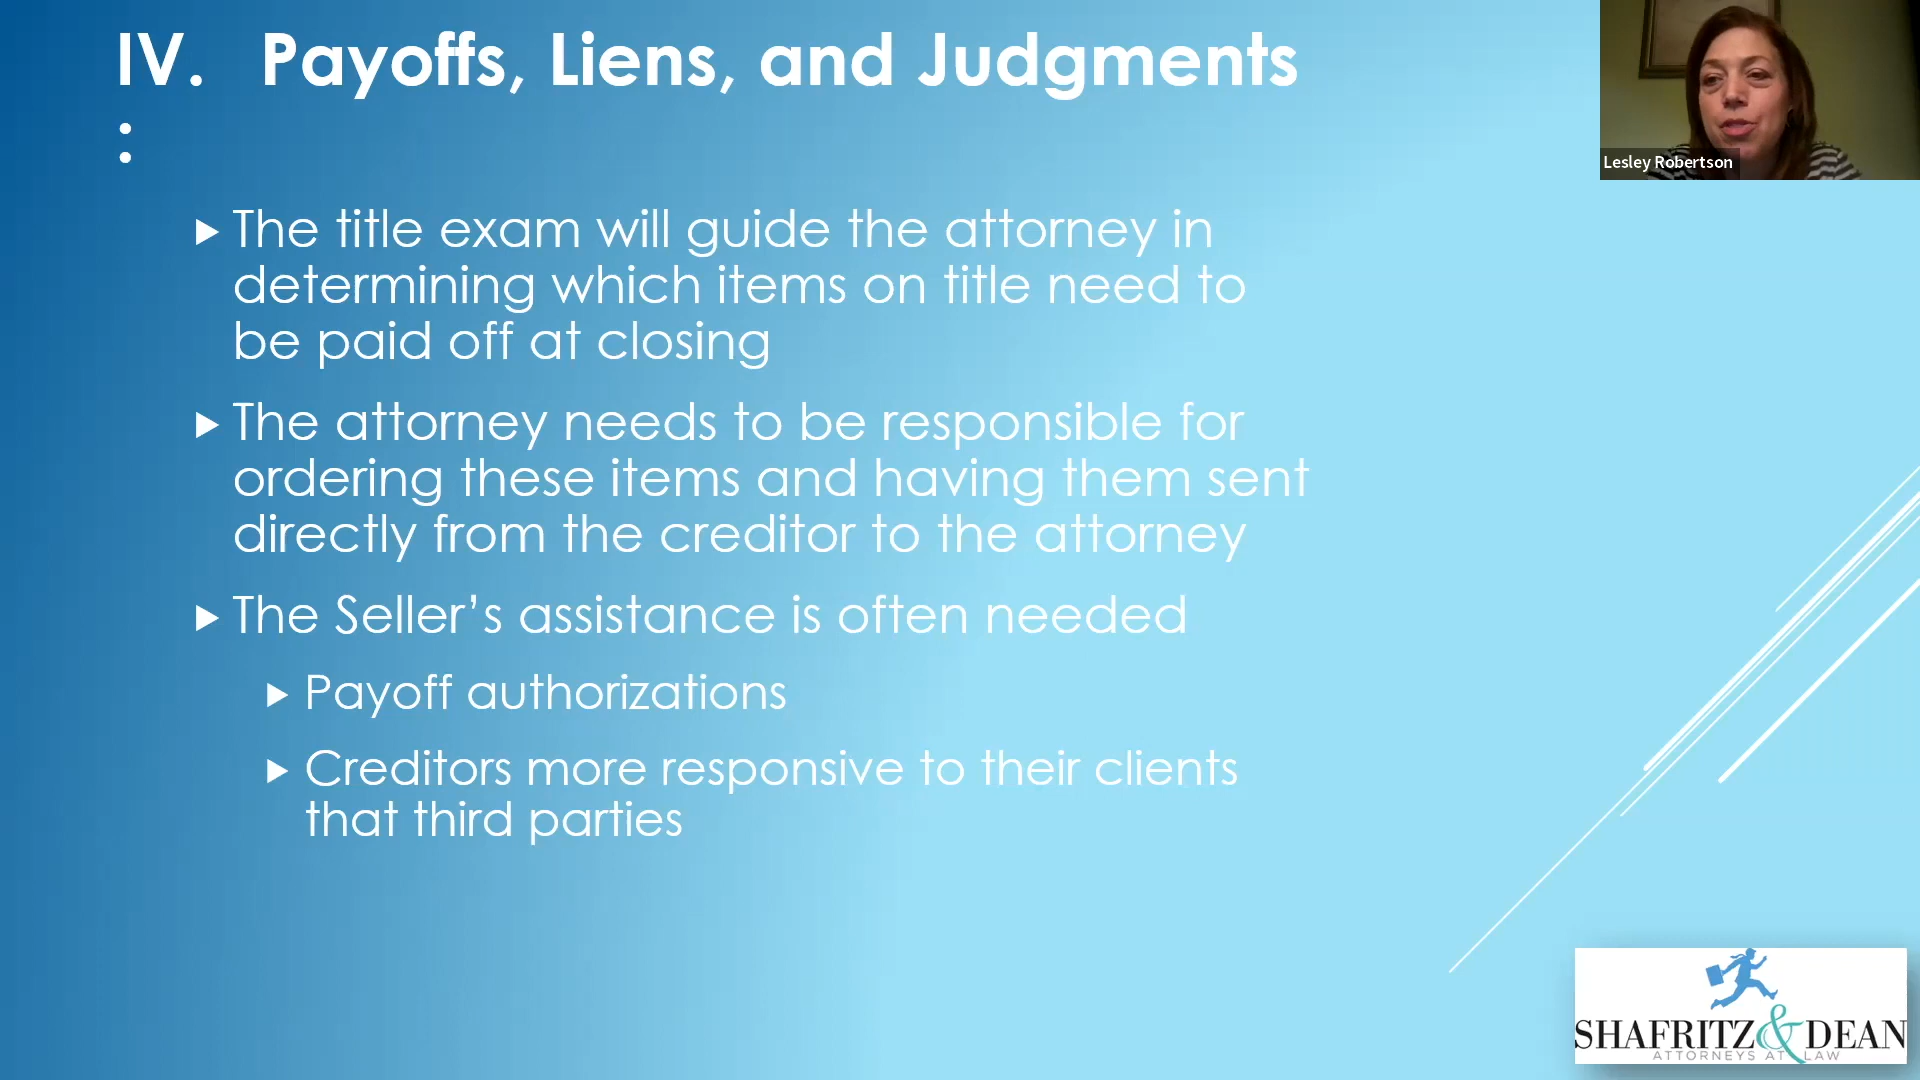 IV. Payoffs, Liens, and Judgments
:
The title exam will guide the attorney in
determining which items on title need to
be paid off at closing
The attorney needs to be responsible for
ordering these items and having them sent
directly from the creditor to the attorney
The Seller’s assistance is often needed
Payoff authorizations
Creditors more responsive to their clients
that third parties
Lesley Robertson
SHAFRITZ & DEAN
ATTORNEYS AT LAW